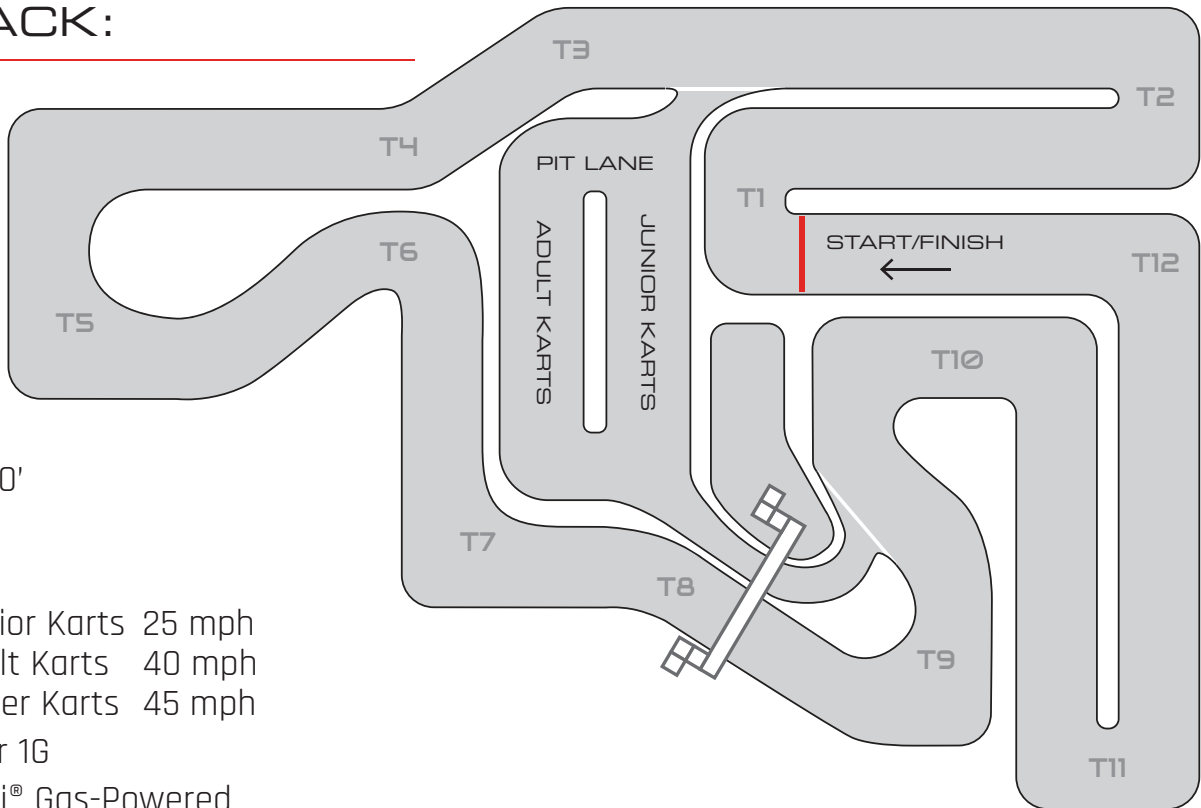 ACK:
T3
T2
T4
PIT LANE
T1
ADULT KARTS
JUNIOR KARTS
START/FINISH
T12
T6
T5
T10
0'
T7
T8
ior Karts 25 mph
lt Karts 40 mph
er Karts 45 mph
T9
r 1G
T11
i® Gas-Powered